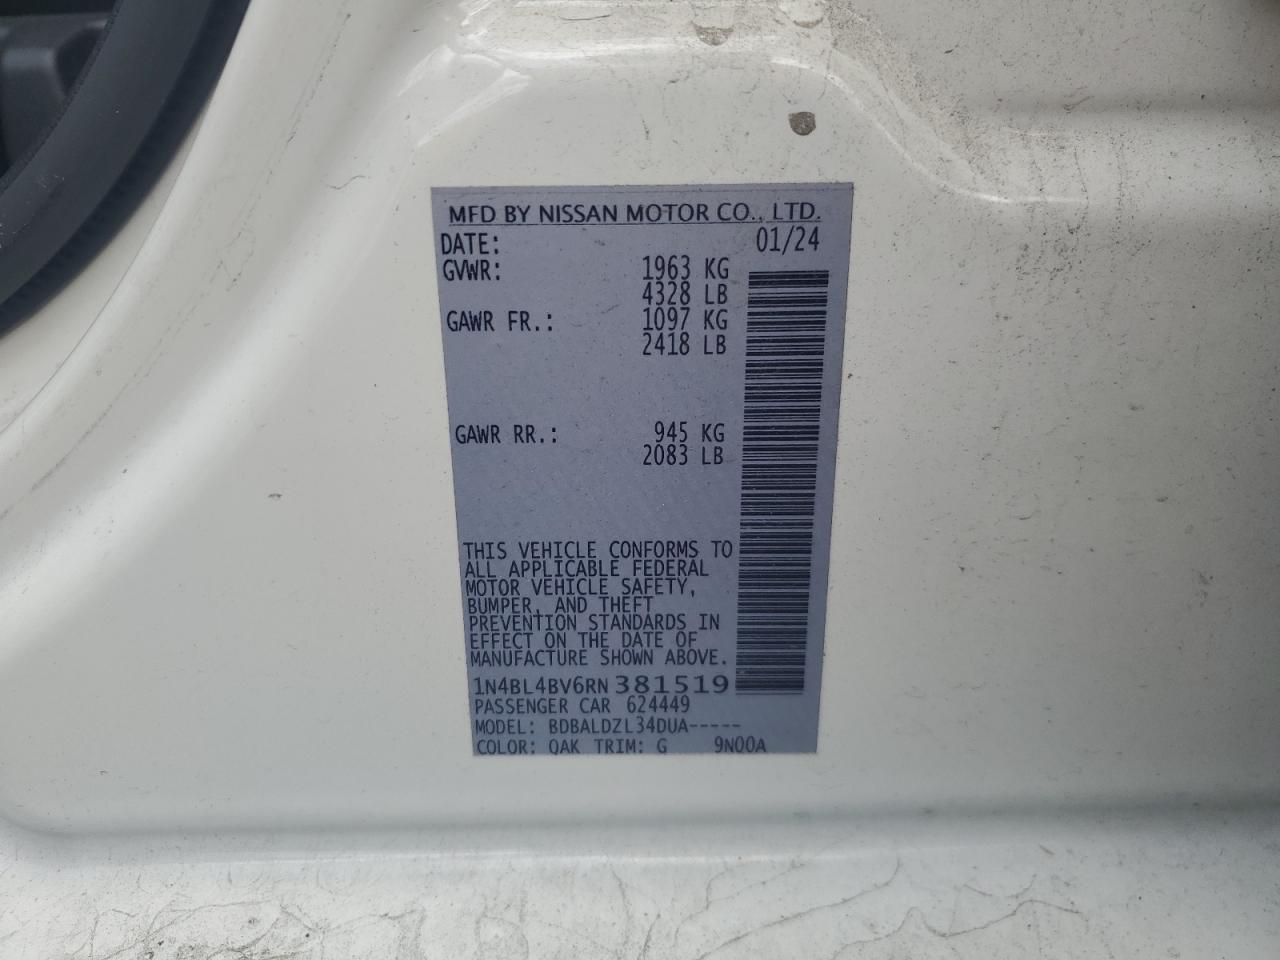 MFD BY NISSAN MOTOR CO., LTD.
DATE: 01/24
GVWR: 1963 KG
4328 LB
GAWR FR.: 1097 KG
2418 LB
GAWR RR.: 945 KG
2083 LB
THIS VEHICLE CONFORMS TO
ALL APPLICABLE FEDERAL
MOTOR VEHICLE SAFETY,
BUMPER, AND THEFT
PREVENTION STANDARDS IN
EFFECT ON THE DATE OF
MANUFACTURE SHOWN ABOVE.
1N4BL4BV6RN381519
PASSENGER CAR 624449
MODEL: BDBALDZL34DUA-----
COLOR: QAK TRIM: G 9N00A